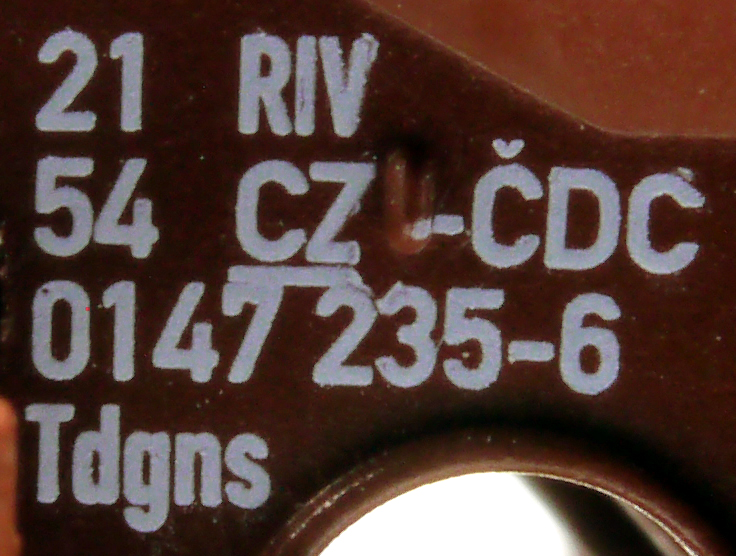 21 RIV
54 CZ-ČDC
0147 235-6
Tdgns